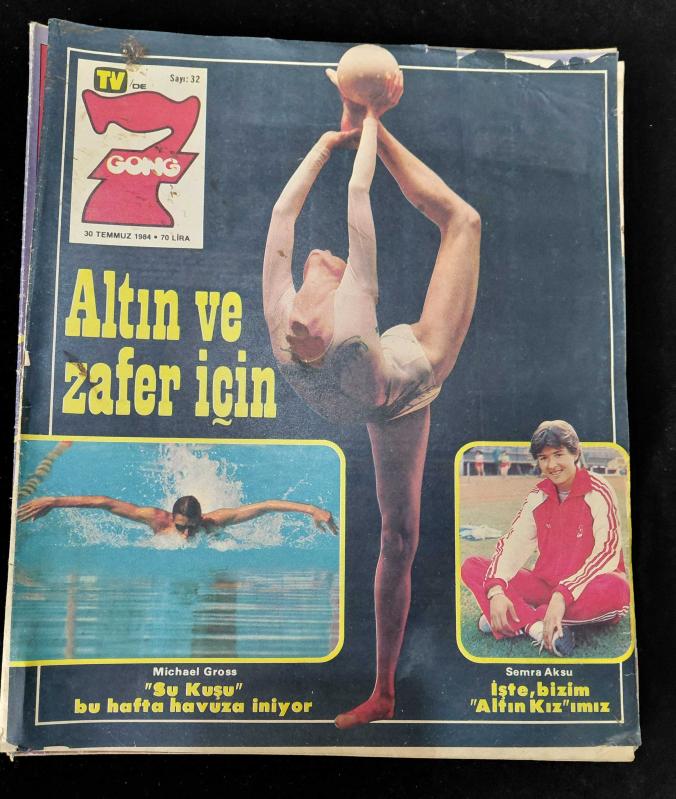 TV'DE
Sayı: 32
7
GONG
30 TEMMUZ 1984 • 70 LİRA
Altın ve
zafer için
Michael Gross
"Su Kuşu"
bu hafta havuza iniyor
Semra Aksu
İşte, bizim
"Altın Kız"ımız